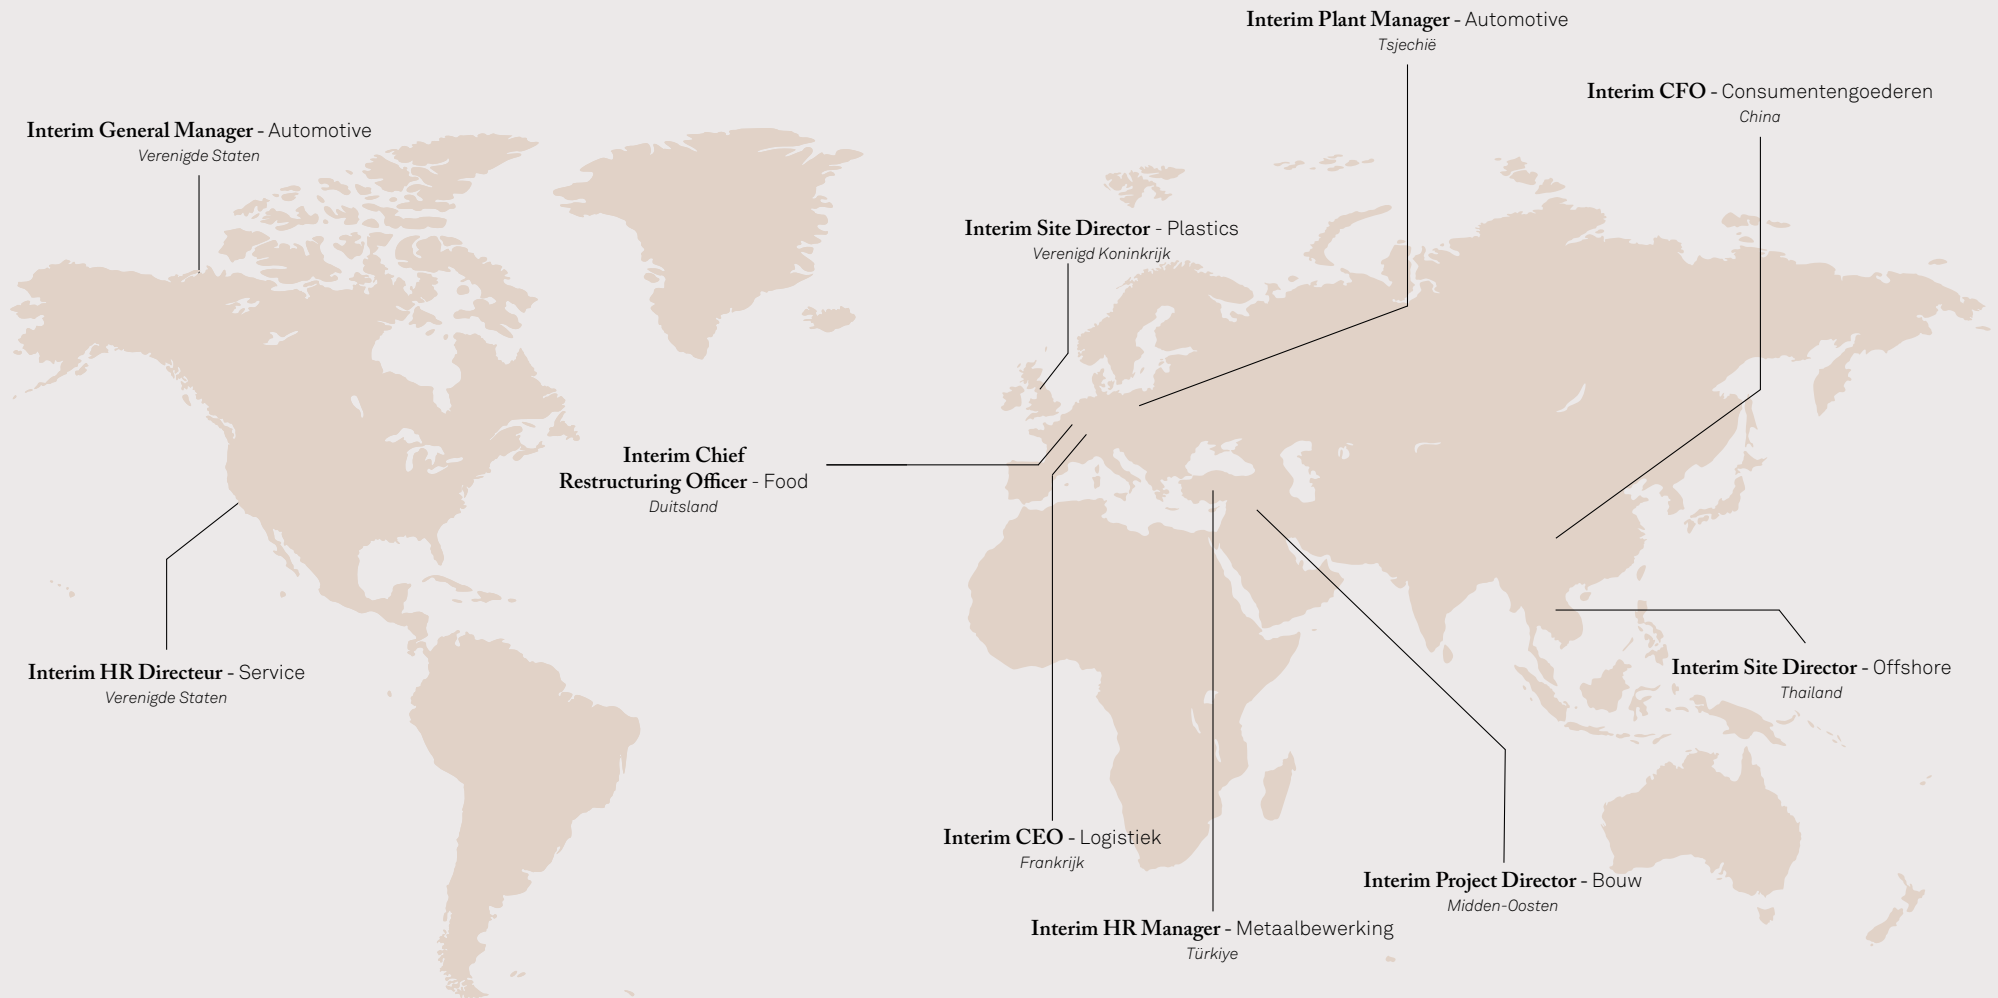 Interim Plant Manager - Automotive
Tsjechië
Interim CFO - Consumentengoederen
China
Interim General Manager - Automotive
Verenigde Staten
Interim Site Director - Plastics
Verenigd Koninkrijk
Interim Chief
Restructuring Officer - Food
Duitsland
Interim HR Directeur - Service
Verenigde Staten
Interim Site Director - Offshore
Thailand
Interim CEO - Logistiek
Frankrijk
Interim Project Director - Bouw
Midden-Oosten
Interim HR Manager - Metaalbewerking
Türkiye